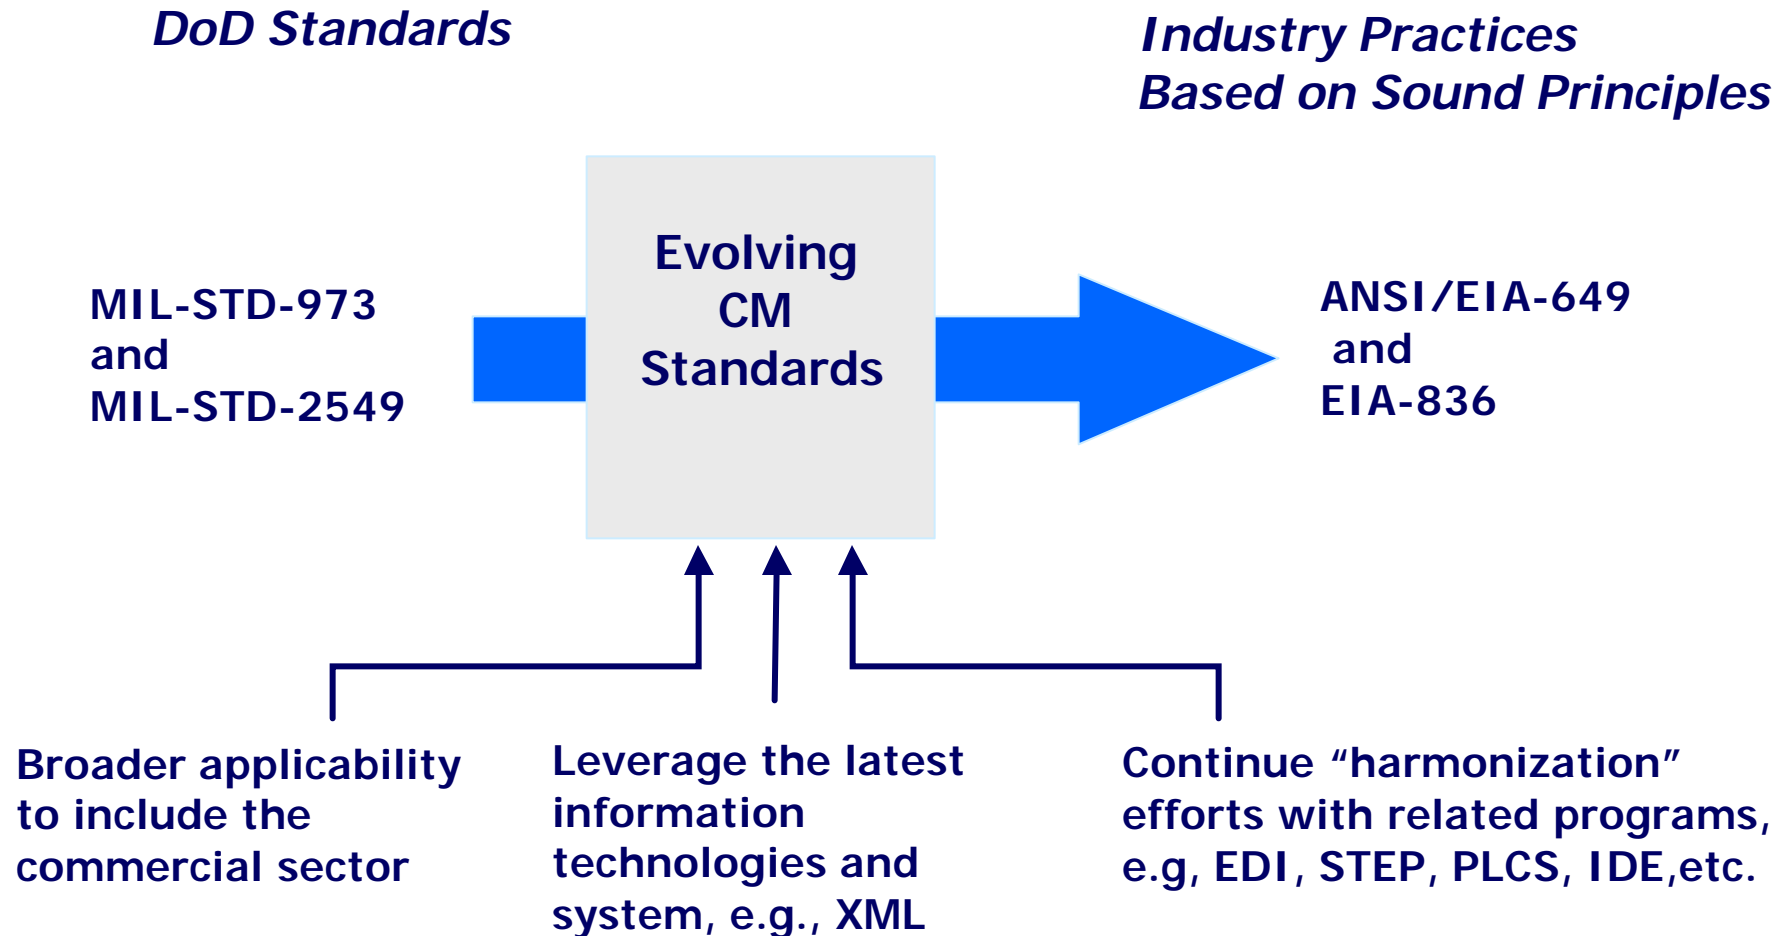 DoD Standards
Industry Practices
Based on Sound Principles
MIL-STD-973
and
MIL-STD-2549
Evolving
CM
Standards
ANSI/EIA-649
and
EIA-836
Broader applicability
to include the
commercial sector
Leverage the latest
information
technologies and
system, e.g., XML
Continue “harmonization”
efforts with related programs,
e.g, EDI, STEP, PLCS, IDE,etc.